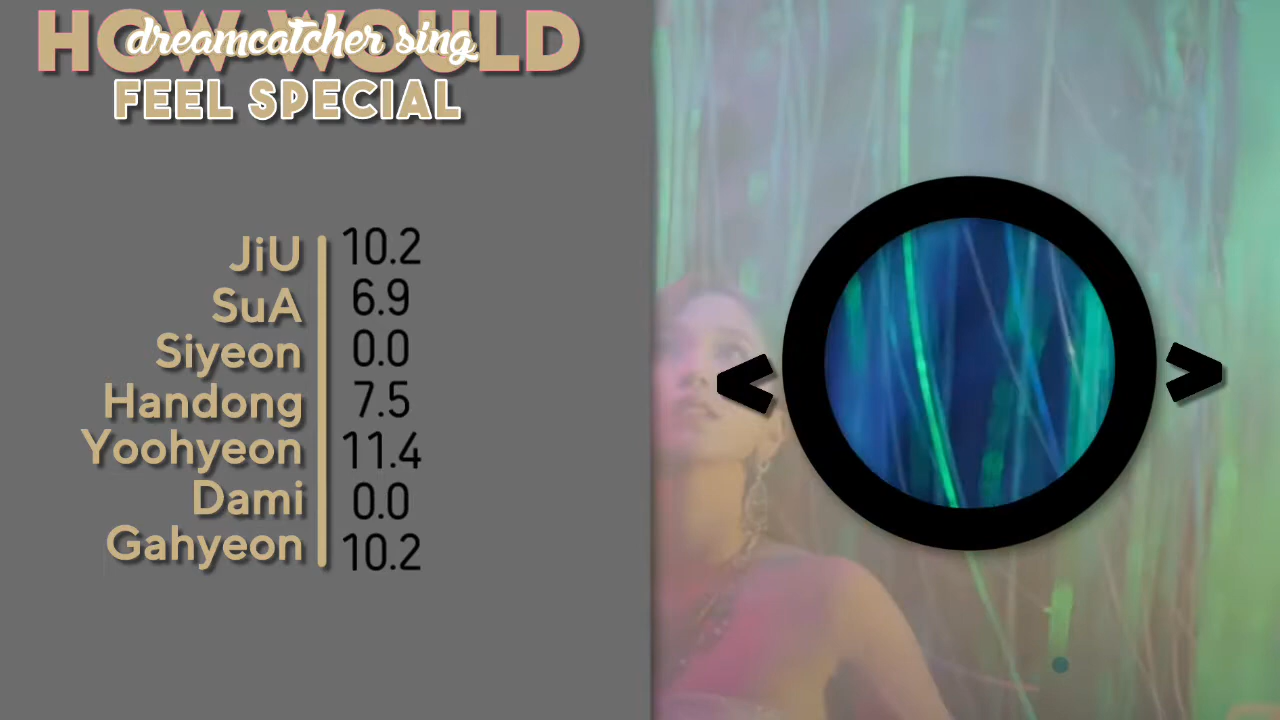 HOW WOULD
dreamcatcher sing
FEEL SPECIAL
JiU 10.2
SuA 6.9
Siyeon 0.0
Handong 7.5
Yoohyeon 11.4
Dami 0.0
Gahyeon 10.2
< >